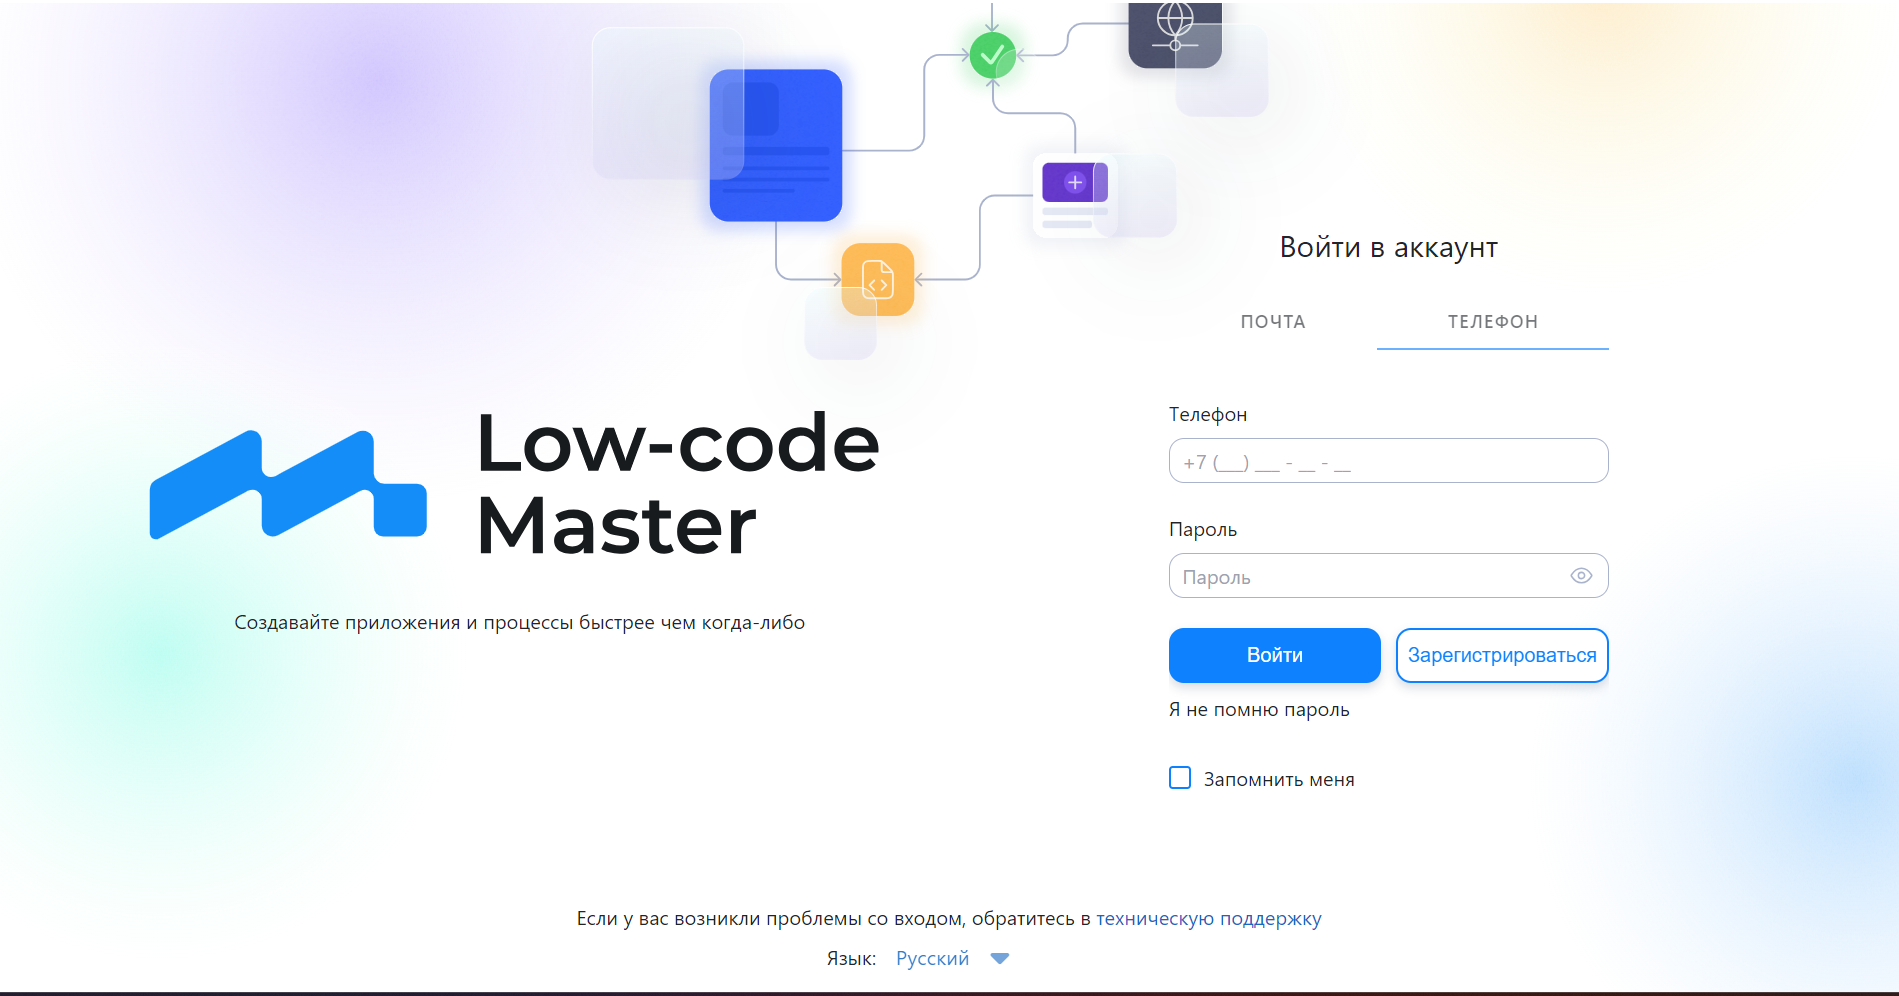 Low-code
Master
Создавайте приложения и процессы быстрее чем когда-либо
Войти в аккаунт
ПОЧТА ТЕЛЕФОН
Телефон
+7 (___) ___ - __ - __
Пароль
Пароль
Войти Зарегистрироваться
Я не помню пароль
Запомнить меня
Если у вас возникли проблемы со входом, обратитесь в техническую поддержку
Язык: Русский